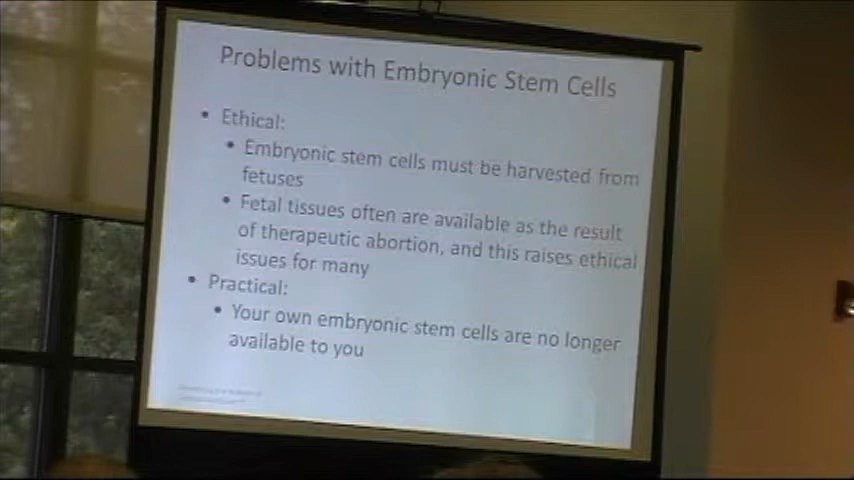 Problems with Embryonic Stem Cells
• Ethical:
• Embryonic stem cells must be harvested from
fetuses
• Fetal tissues often are available as the result
of therapeutic abortion, and this raises ethical
issues for many
• Practical:
• Your own embryonic stem cells are no longer
available to you